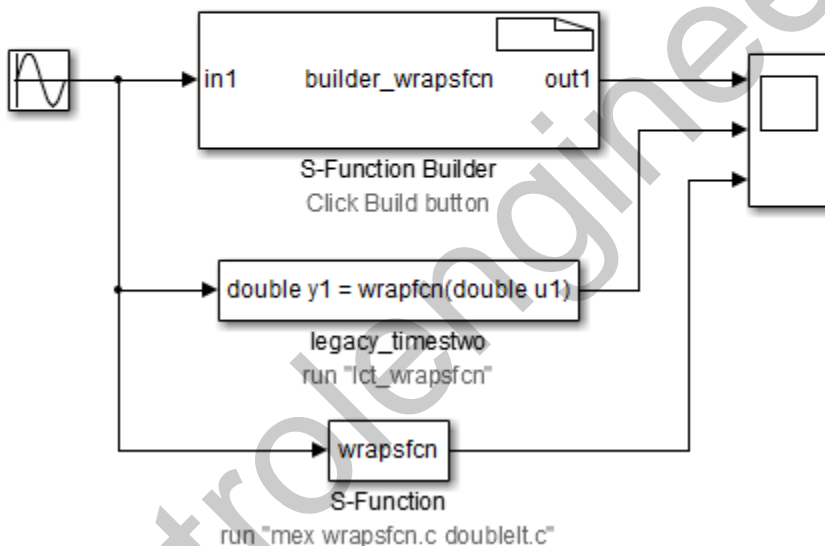 in1 builder_wrapsfcn out1
S-Function Builder
Click Build button
double y1 = wrapfcn(double u1)
legacy_timestwo
run "lct_wrapsfcn"
wrapsfcn
S-Function
run "mex wrapsfcn.c doubleIt.c"
trolenginee